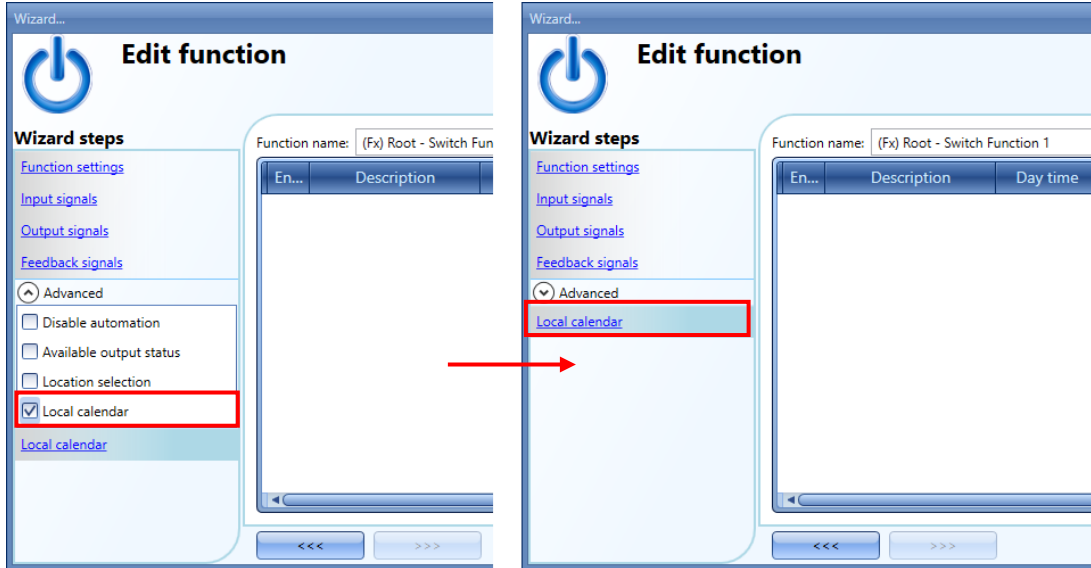 Wizard...
Edit function
Wizard steps
Function settings
Input signals
Output signals
Feedback signals
Advanced
Disable automation
Available output status
Location selection
Local calendar
Local calendar
Function name: (Fx) Root - Switch Fun
En... Description
<<< >>>
Wizard...
Edit function
Wizard steps
Function settings
Input signals
Output signals
Feedback signals
Advanced
Local calendar
Function name: (Fx) Root - Switch Function 1
En... Description Day time
<<< >>>